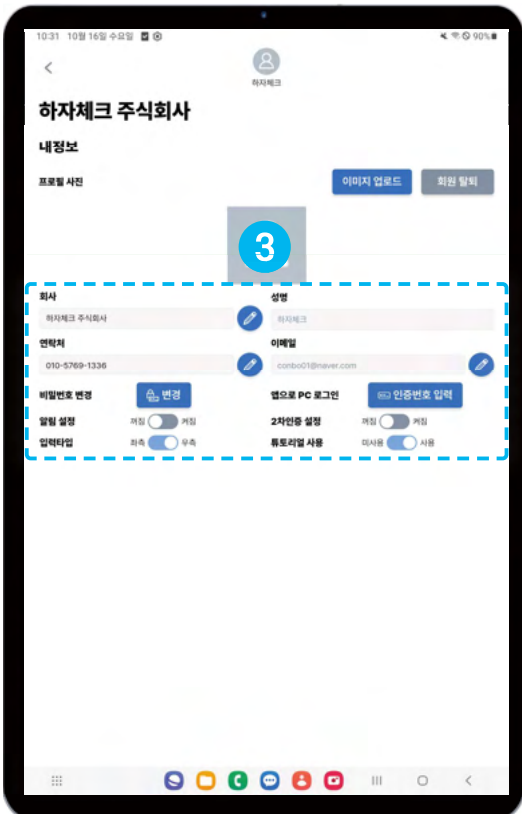 10:31 10월 16일 수요일
90%
하자체크
하자체크 주식회사
내정보
프로필 사진
이미지 업로드
회원 탈퇴
3
회사
성명
하자체크 주식회사
하자체크
연락처
이메일
010-5769-1336
conbo01@naver.com
비밀번호 변경
변경
앱으로 PC 로그인
인증번호 입력
알림 설정
꺼짐
켜짐
2차인증 설정
꺼짐
켜짐
입력타입
좌측
우측
튜토리얼 사용
미사용
사용